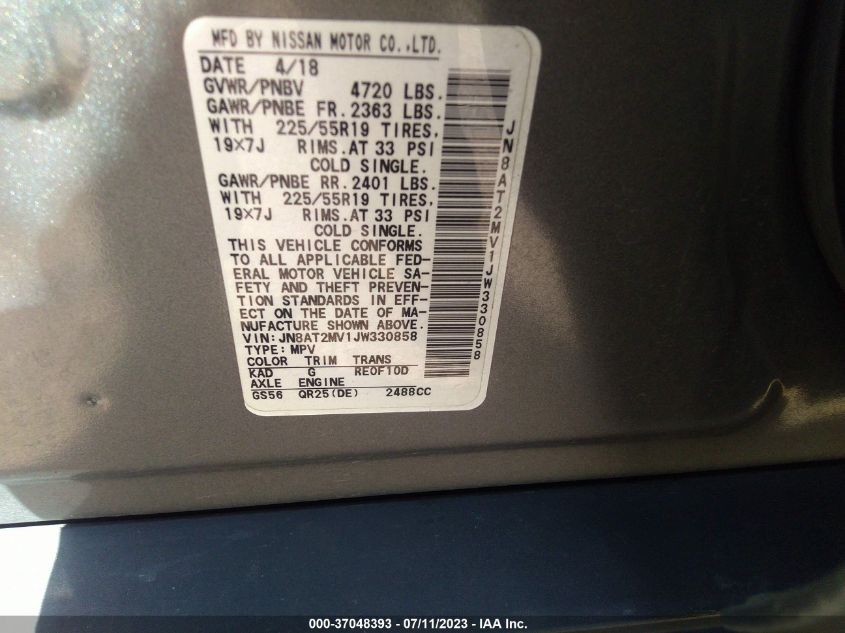 MFD BY NISSAN MOTOR CO.,LTD.
DATE 4/18
GVWR/PNBV 4720 LBS.
GAWR/PNBE FR. 2363 LBS.
WITH 225/55R19 TIRES,
19×7J RIMS. AT 33 PSI
COLD SINGLE.
GAWR/PNBE RR. 2401 LBS.
WITH 225/55R19 TIRES,
19×7J RIMS. AT 33 PSI
COLD SINGLE.
THIS VEHICLE CONFORMS
TO ALL APPLICABLE FED-
ERAL MOTOR VEHICLE SA-
FETY AND THEFT PREVEN-
TION STANDARDS IN EFF-
ECT ON THE DATE OF MA-
NUFACTURE SHOWN ABOVE.
VIN:JN8AT2MV1JW330858
TYPE:MPV
COLOR TRIM TRANS
KAD G RE0F10D
AXLE ENGINE
GS56 QR25(DE) 2488CC
JN8AT2MV1JW330858
000-37048393 - 07/11/2023 - IAA Inc.